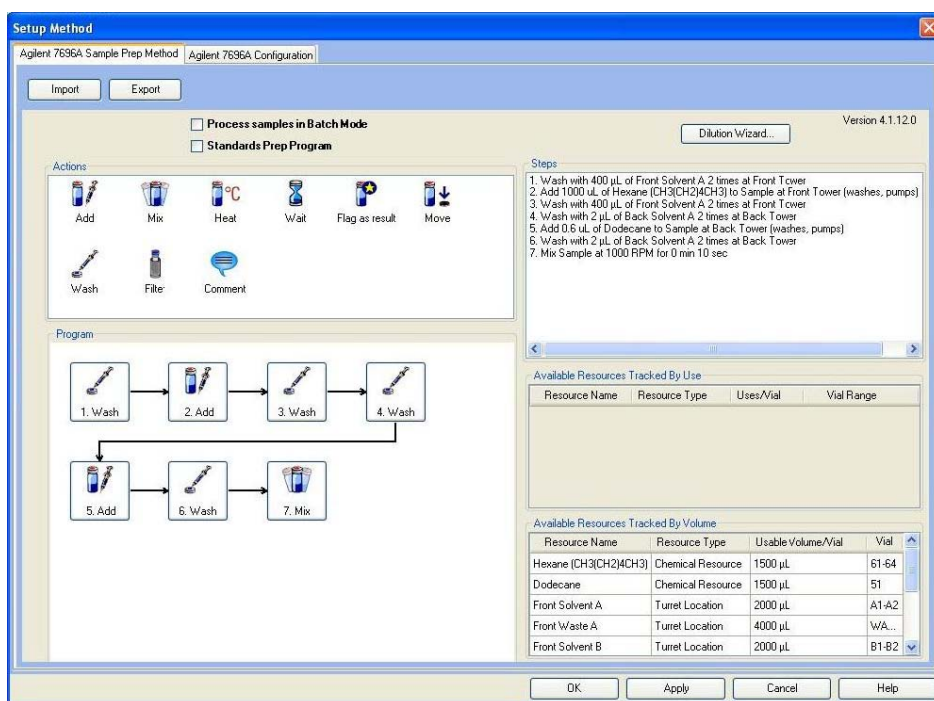 Setup Method
Agilent 7696A Sample Prep Method Agilent 7696A Configuration
Import Export
Process samples in Batch Mode
Standards Prep Program
Dilution Wizard...
Version 4.1.12.0
Actions
Add Mix °C Heat Wait Flag as result Move
Wash Filter Comment
Steps
1. Wash with 400 µL of Front Solvent A 2 times at Front Tower
2. Add 1000 uL of Hexane (CH3(CH2)4CH3) to Sample at Front Tower (washes, pumps)
3. Wash with 400 µL of Front Solvent A 2 times at Front Tower
4. Wash with 2 µL of Back Solvent A 2 times at Back Tower
5. Add 0.6 uL of Dodecane to Sample at Back Tower (washes, pumps)
6. Wash with 2 µL of Back Solvent A 2 times at Back Tower
7. Mix Sample at 1000 RPM for 0 min 10 sec
Program
1. Wash 2. Add 3. Wash 4. Wash
5. Add 6. Wash 7. Mix
Available Resources Tracked By Use
Resource Name Resource Type Uses/Vial Vial Range
Available Resources Tracked By Volume
Resource Name Resource Type Usable Volume/Vial Vial
Hexane (CH3(CH2)4CH3) Chemical Resource 1500 µL 61-64
Dodecane Chemical Resource 1500 µL 51
Front Solvent A Turret Location 2000 µL A1-A2
Front Waste A Turret Location 4000 µL WA...
Front Solvent B Turret Location 2000 µL B1-B2
OK Apply Cancel Help